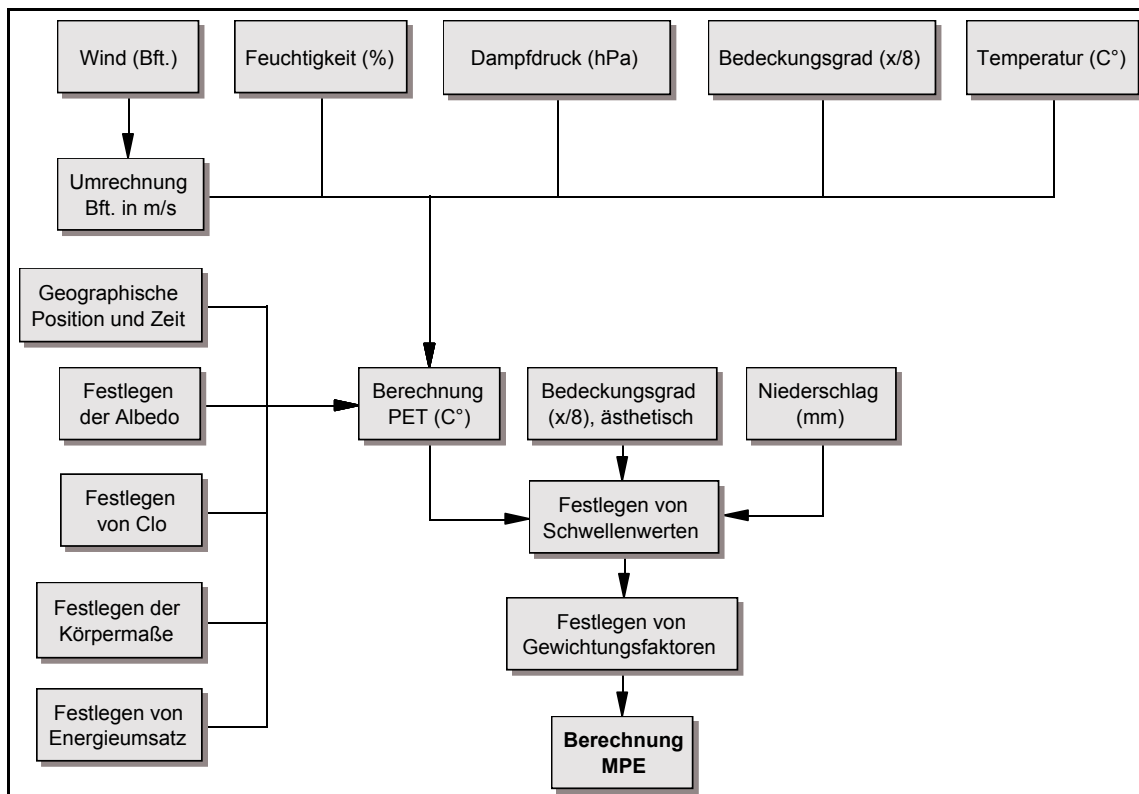 Wind (Bft.)
Feuchtigkeit (%)
Dampfdruck (hPa)
Bedeckungsgrad (x/8)
Temperatur (C°)
Umrechnung
Bft. in m/s
Geographische
Position und Zeit
Festlegen
der Albedo
Berechnung
PET (C°)
Bedeckungsgrad
(x/8), ästhetisch
Niederschlag
(mm)
Festlegen
von Clo
Festlegen von
Schwellenwerten
Festlegen der
Körpermaße
Festlegen von
Gewichtungsfaktoren
Festlegen von
Energieumsatz
Berechnung
MPE